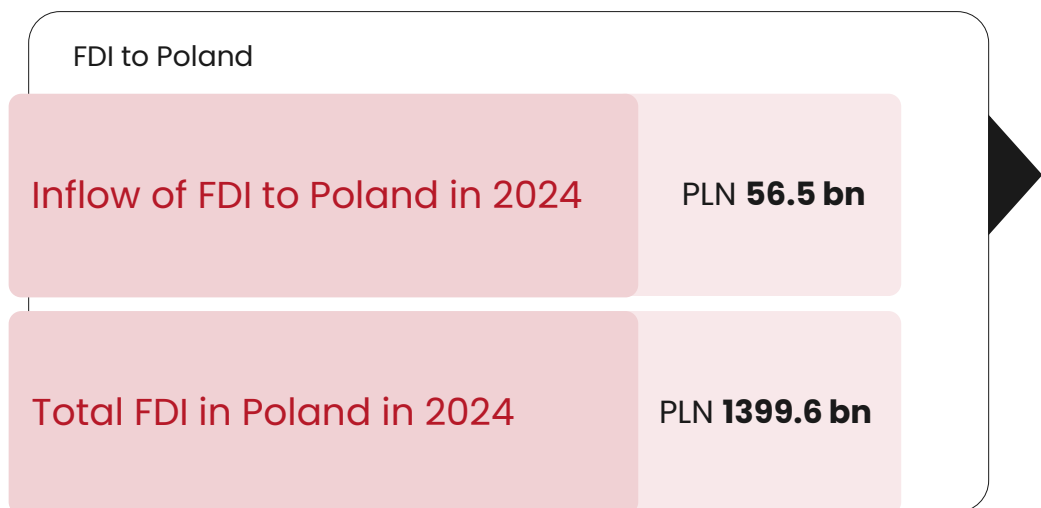 FDI to Poland
Inflow of FDI to Poland in 2024
PLN 56.5 bn
Total FDI in Poland in 2024
PLN 1399.6 bn